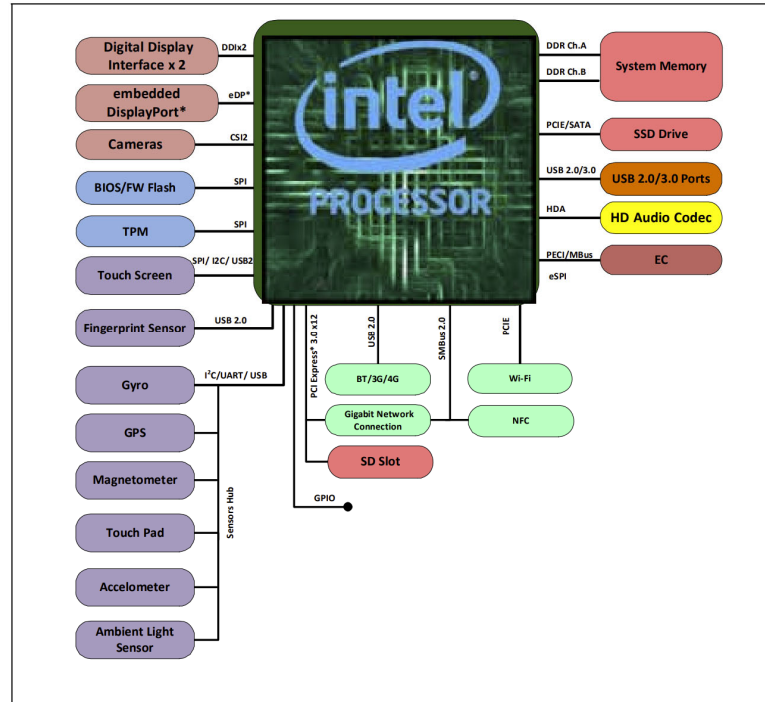 Digital Display
Interface x 2
DDIx2
embedded
DisplayPort*
eDP*
Cameras
CSI2
BIOS/FW Flash
SPI
TPM
SPI
Touch Screen
SPI/ I2C/ USB2
Fingerprint Sensor
USB 2.0
Gyro
I²C/UART/ USB
GPS
Magnetometer
Touch Pad
Accelometer
Ambient Light
Sensor
Sensors Hub
intel®
PROCESSOR
DDR Ch.A
DDR Ch.B
System Memory
PCIE/SATA
SSD Drive
USB 2.0/3.0
USB 2.0/3.0 Ports
HDA
HD Audio Codec
PECI/MBus
eSPI
EC
PCI Express* 3.0 x12
USB 2.0
SMBus 2.0
PCIE
BT/3G/4G
Wi-Fi
Gigabit Network
Connection
NFC
SD Slot
GPIO